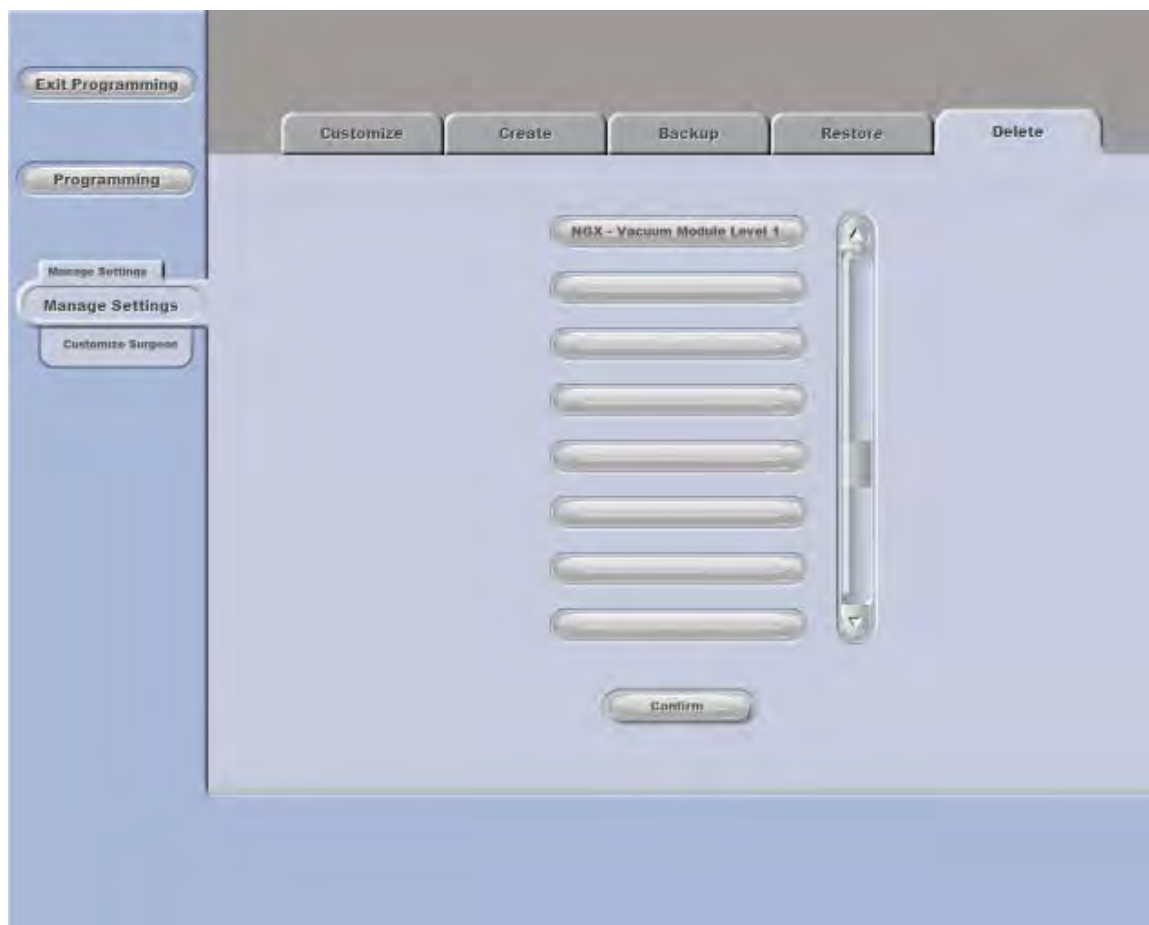 Exit Programming
Customize
Create
Backup
Restore
Delete
Programming
NGX - Vacuum Module Level 1
Manage Settings
Manage Settings
Customize Surgeon
Confirm